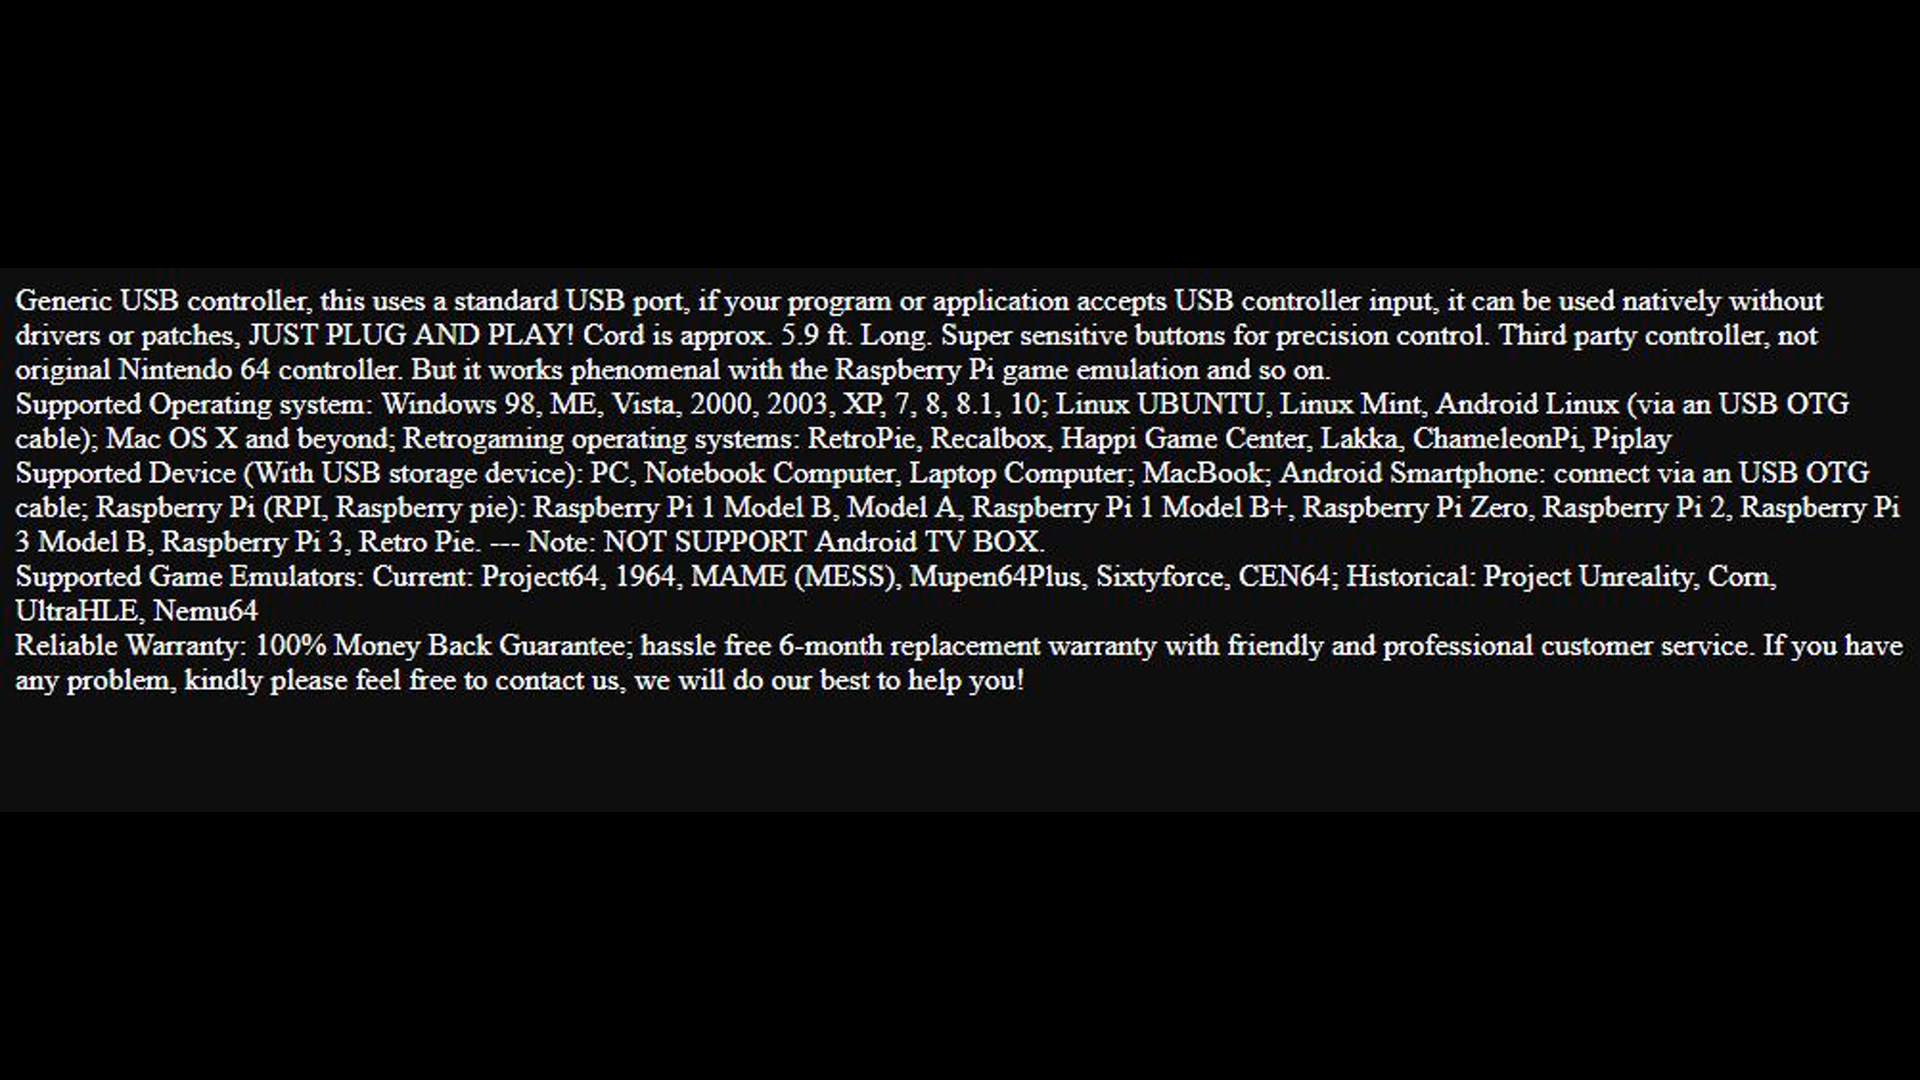 Generic USB controller, this uses a standard USB port, if your program or application accepts USB controller input, it can be used natively without
drivers or patches, JUST PLUG AND PLAY! Cord is approx. 5.9 ft. Long. Super sensitive buttons for precision control. Third party controller, not
original Nintendo 64 controller. But it works phenomenal with the Raspberry Pi game emulation and so on.
Supported Operating system: Windows 98, ME, Vista, 2000, 2003, XP, 7, 8, 8.1, 10; Linux UBUNTU, Linux Mint, Android Linux (via an USB OTG
cable); Mac OS X and beyond; Retrogaming operating systems: RetroPie, Recalbox, Happi Game Center, Lakka, ChameleonPi, Piplay
Supported Device (With USB storage device): PC, Notebook Computer, Laptop Computer; MacBook; Android Smartphone: connect via an USB OTG
cable; Raspberry Pi (RPI, Raspberry pie): Raspberry Pi 1 Model B, Model A, Raspberry Pi 1 Model B+, Raspberry Pi Zero, Raspberry Pi 2, Raspberry Pi
3 Model B, Raspberry Pi 3, Retro Pie. --- Note: NOT SUPPORT Android TV BOX.
Supported Game Emulators: Current: Project64, 1964, MAME (MESS), Mupen64Plus, Sixtyforce, CEN64; Historical: Project Unreality, Corn,
UltraHLE, Nemu64
Reliable Warranty: 100% Money Back Guarantee; hassle free 6-month replacement warranty with friendly and professional customer service. If you have
any problem, kindly please feel free to contact us, we will do our best to help you!